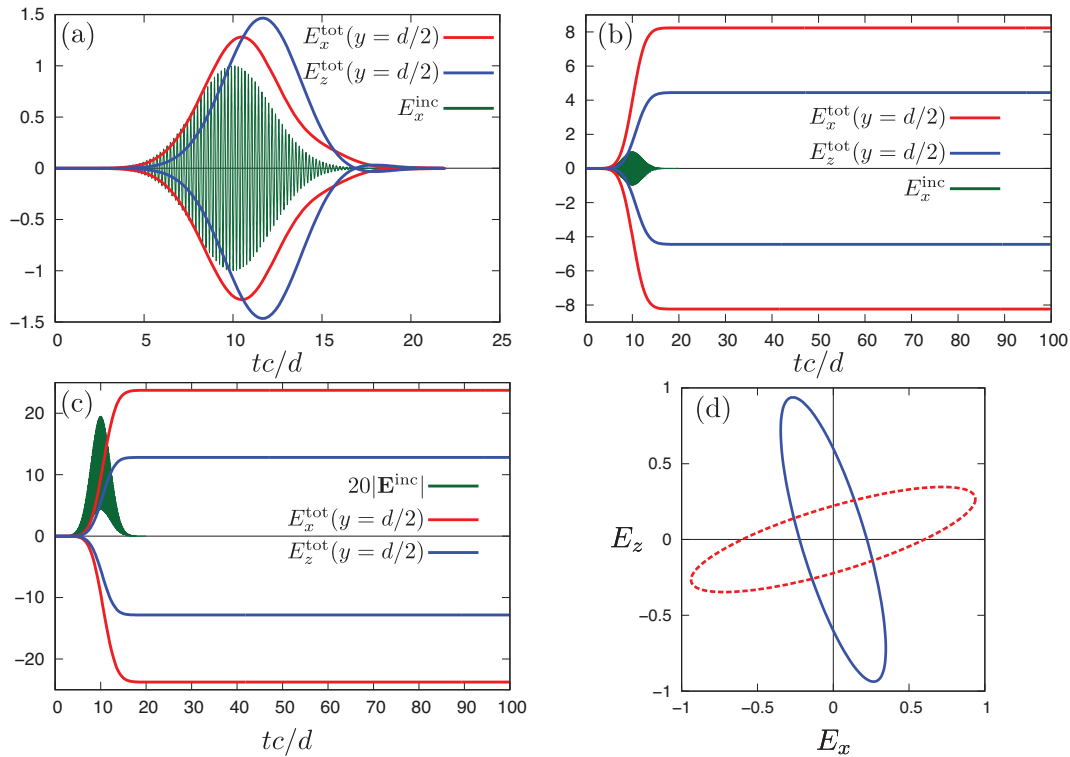 (a)
E_x^tot(y = d/2)
E_z^tot(y = d/2)
E_x^inc
1.5
1
0.5
0
−0.5
−1
−1.5
0 5 10 15 20 25
tc/d
(b)
E_x^tot(y = d/2)
E_z^tot(y = d/2)
E_x^inc
8
6
4
2
0
−2
−4
−6
−8
0 10 20 30 40 50 60 70 80 90 100
tc/d
(c)
20|E^inc|
E_x^tot(y = d/2)
E_z^tot(y = d/2)
20
10
0
−10
−20
0 10 20 30 40 50 60 70 80 90 100
tc/d
(d)
1
0.5
0
−0.5
−1
E_z
−1 −0.5 0 0.5 1
E_x